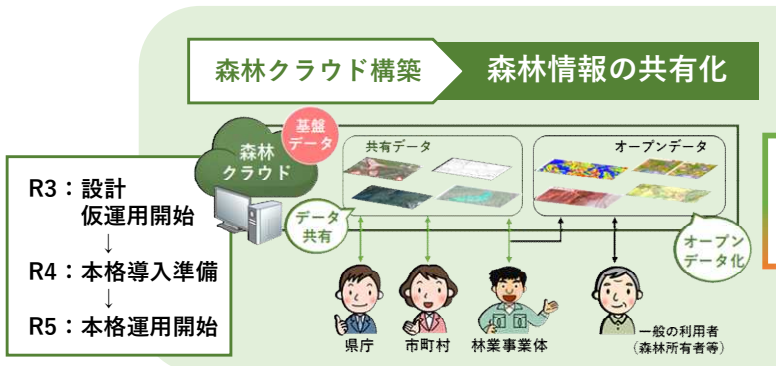 森林クラウド構築
森林情報の共有化
基盤
データ
森林
クラウド
共有データ
オープンデータ
R3：設計
仮運用開始
↓
R4：本格導入準備
↓
R5：本格運用開始
データ
共有
オープン
データ化
県庁
市町村
林業事業体
一般の利用者
（森林所有者等）